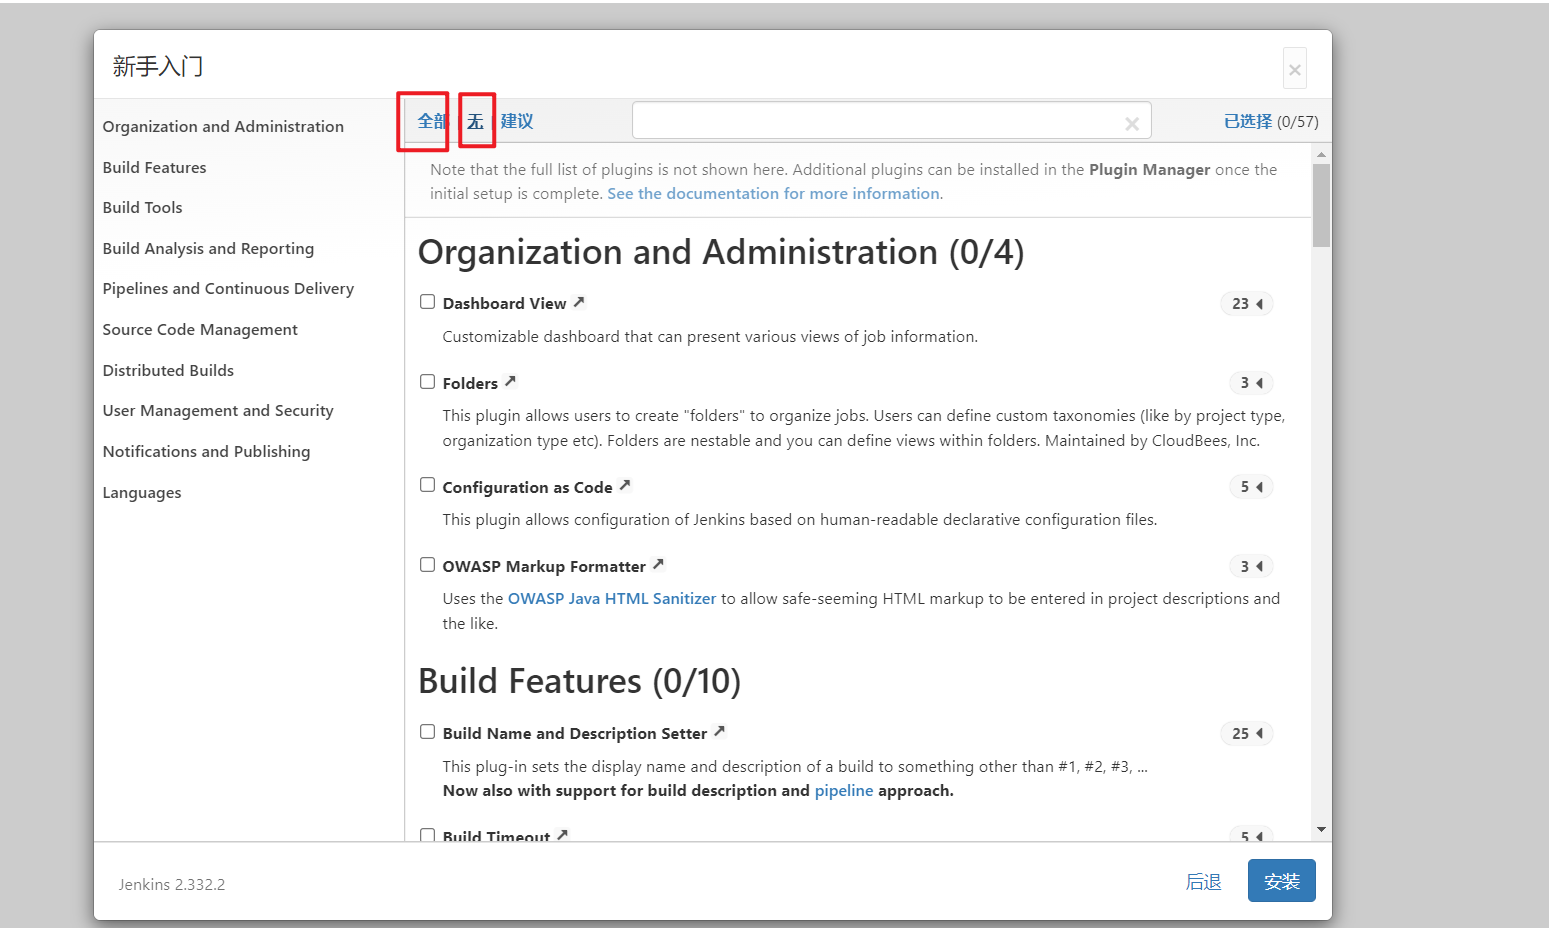 新手入门
×
Organization and Administration
Build Features
Build Tools
Build Analysis and Reporting
Pipelines and Continuous Delivery
Source Code Management
Distributed Builds
User Management and Security
Notifications and Publishing
Languages
全部 | 无 | 建议
×
已选择 (0/57)
Note that the full list of plugins is not shown here. Additional plugins can be installed in the Plugin Manager once the
initial setup is complete. See the documentation for more information.
Organization and Administration (0/4)
Dashboard View 23
Customizable dashboard that can present various views of job information.
Folders 3
This plugin allows users to create "folders" to organize jobs. Users can define custom taxonomies (like by project type,
organization type etc). Folders are nestable and you can define views within folders. Maintained by CloudBees, Inc.
Configuration as Code 5
This plugin allows configuration of Jenkins based on human-readable declarative configuration files.
OWASP Markup Formatter 3
Uses the OWASP Java HTML Sanitizer to allow safe-seeming HTML markup to be entered in project descriptions and
the like.
Build Features (0/10)
Build Name and Description Setter 25
This plug-in sets the display name and description of a build to something other than #1, #2, #3, ...
Now also with support for build description and pipeline approach.
Build Timeout 5
Jenkins 2.332.2
后退
安装